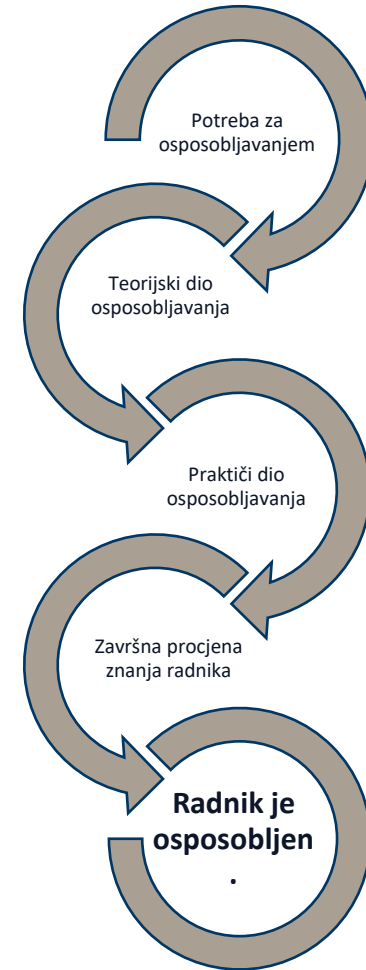 Potreba za
osposobljavanjem
Teorijski dio
osposobljavanja
Praktiči dio
osposobljavanja
Završna procjena
znanja radnika
Radnik je
osposobljen
.